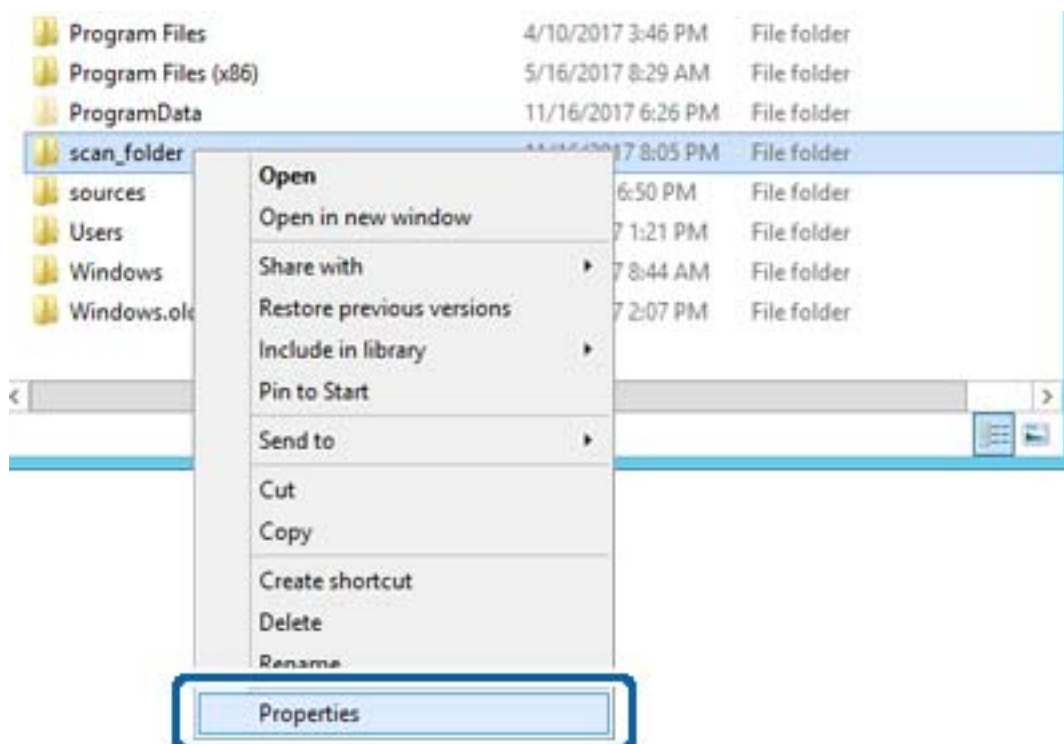 Program Files 4/10/2017 3:46 PM File folder
Program Files (x86) 5/16/2017 8:29 AM File folder
ProgramData 11/16/2017 6:26 PM File folder
scan_folder 17 8:05 PM File folder
sources 6:50 PM File folder
Users 7 1:21 PM File folder
Windows 7 8:44 AM File folder
Windows.old 7 2:07 PM File folder
Open
Open in new window
Share with
Restore previous versions
Include in library
Pin to Start
Send to
Cut
Copy
Create shortcut
Delete
Rename
Properties